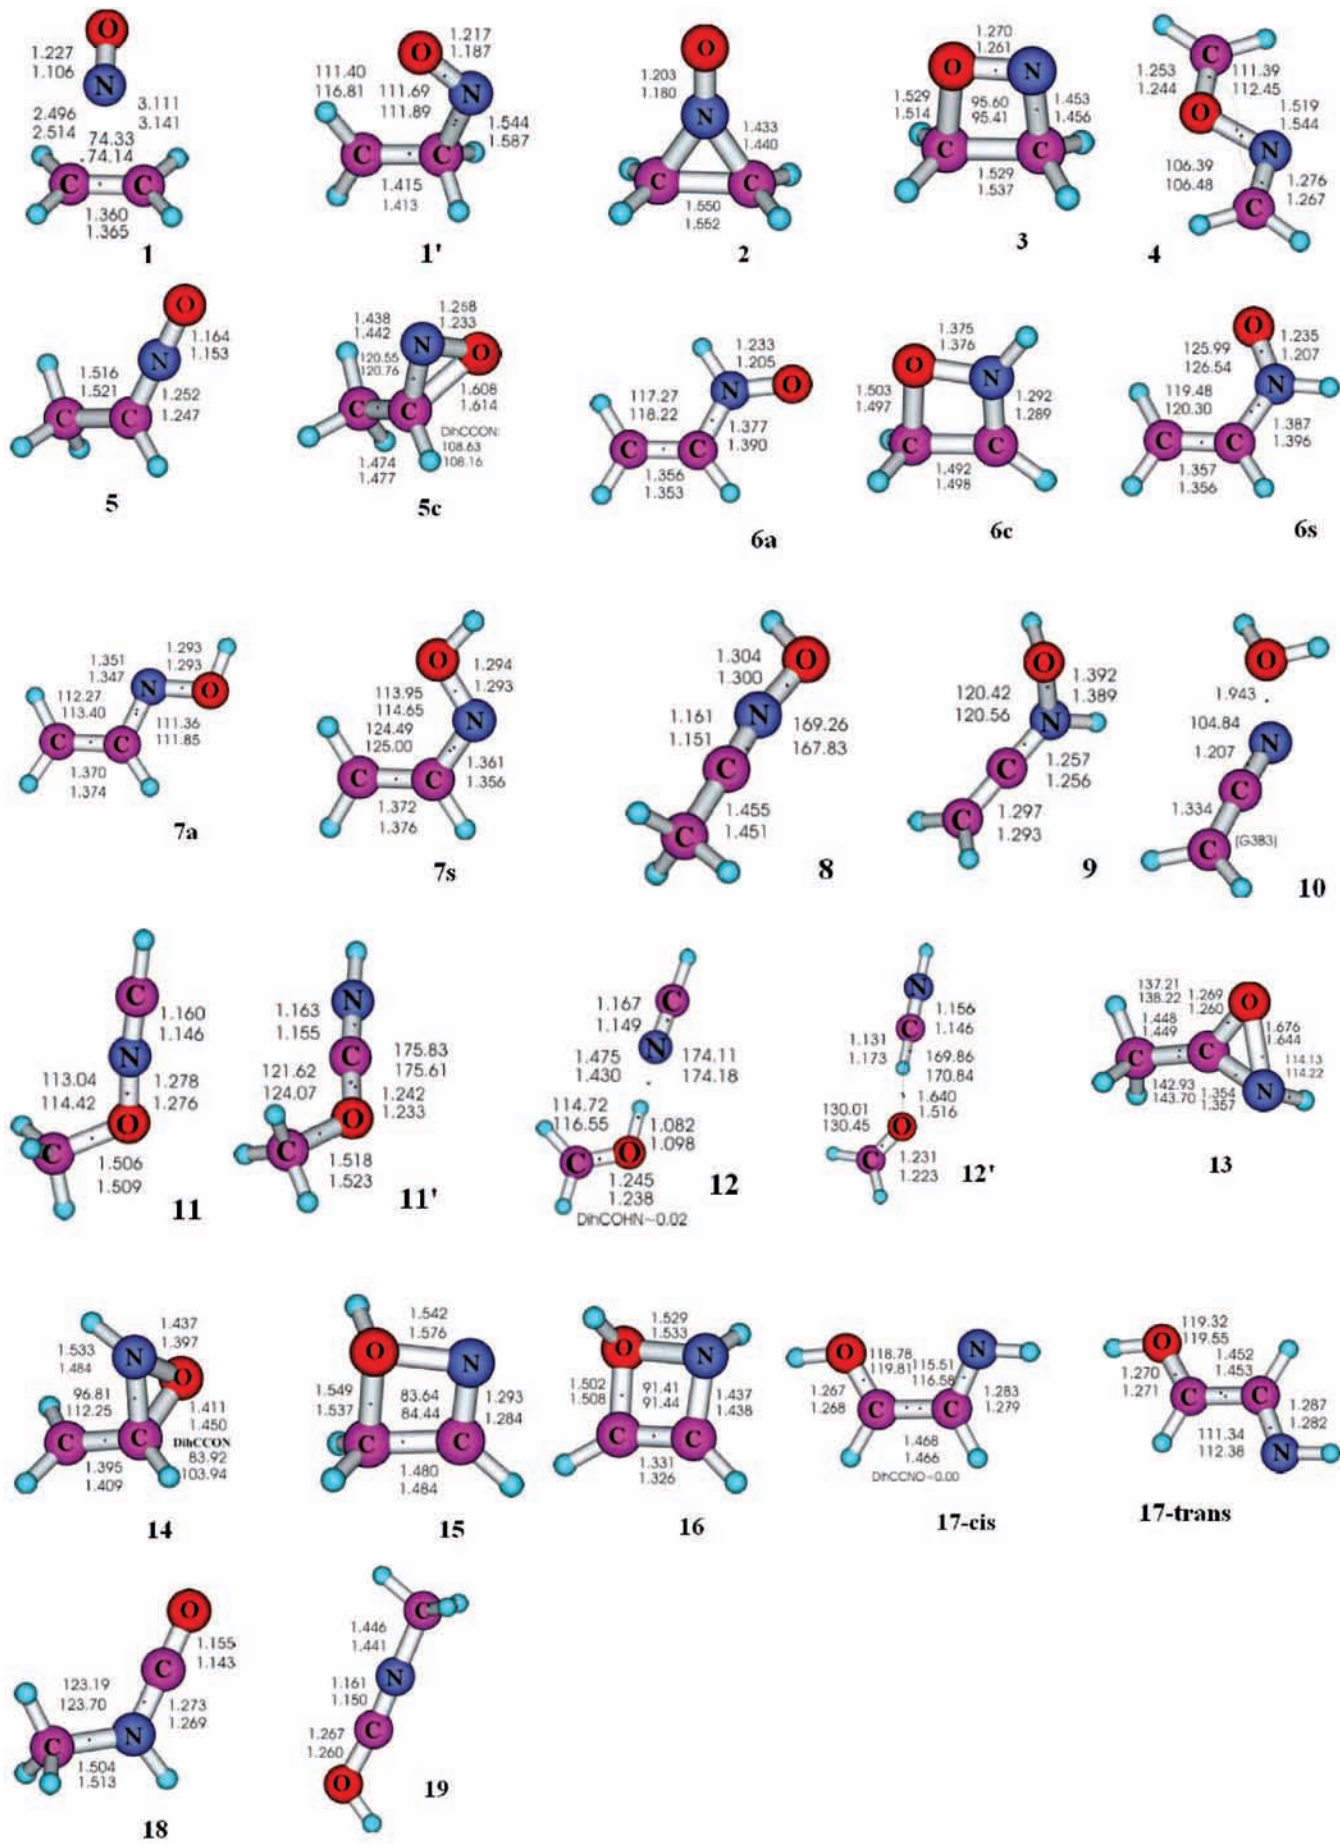 O
1.227
1.106
N
2.496
2.514
3.111
3.141
74.33
74.14
C C
1.360
1.365
1
O
1.217
1.187
111.40
116.81
111.69
111.89
N
1.544
1.587
C C
1.415
1.413
1'
O
1.203
1.180
N
1.433
1.440
C C
1.550
1.552
2
1.270
1.261
O N
1.529
1.514
95.60
95.41
1.453
1.456
C C
1.529
1.537
3
C
1.253
1.244
111.39
112.45
O
1.519
1.544
N
106.39
106.48
1.276
1.267
C
4
O
1.164
1.153
N
1.516
1.521
1.252
1.247
C C
5
1.438
1.442
1.258
1.233
N O
120.55
120.76
1.608
1.614
C C
DihCCON:
108.63
108.16
1.474
1.477
5c
1.233
1.205
N O
117.27
118.22
1.377
1.390
C C
1.356
1.353
6a
1.375
1.376
O N
1.503
1.497
1.292
1.289
C C
1.492
1.498
6c
O
1.235
1.207
125.99
126.54
N
119.48
120.30
1.387
1.396
C C
1.357
1.356
6s
1.351
1.347
1.293
1.293
N O
112.27
113.40
111.36
111.85
C C
1.370
1.374
7a
O
1.294
1.293
113.95
114.65
N
124.49
125.00
1.361
1.356
C C
1.372
1.376
7s
O
1.304
1.300
N
1.161
1.151
169.26
167.83
C
1.455
1.451
C
8
O
1.392
1.389
120.42
120.56
N
C
1.257
1.256
C
1.297
1.293
9
O
1.943
104.84
N
1.207
C
1.334
C
(G383)
10
C
1.160
1.146
N
113.04
114.42
1.278
1.276
O
C
1.506
1.509
11
N
1.163
1.155
C
175.83
175.61
121.62
124.07
1.242
1.233
O
C
1.518
1.523
11'
C
1.167
1.149
N
1.475
1.430
174.11
174.18
114.72
116.55
1.082
1.098
C O
1.245
1.238
12
DihCOHN~0.02
N
1.156
1.146
C
1.131
1.173
169.86
170.84
1.640
1.516
130.01
130.45
O
C
1.231
1.223
12'
137.21
138.22
1.269
1.260
O
1.448
1.449
1.676
1.644
C C
114.13
114.22
142.93
143.70
1.354
1.357
N
13
1.437
1.397
1.533
1.484
N O
96.81
112.25
1.411
1.450
DihCCON
83.92
103.94
C C
1.395
1.409
14
1.542
1.576
O N
1.549
1.537
83.64
84.44
1.293
1.284
C C
1.480
1.484
15
1.529
1.533
O N
1.502
1.508
91.41
91.44
1.437
1.438
C C
1.331
1.326
16
O N
118.78
119.81
115.51
116.58
1.267
1.268
1.283
1.279
C C
1.468
1.466
DihCCNO~0.00
17-cis
O
119.32
119.55
1.452
1.453
1.270
1.271
C C
1.287
1.282
111.34
112.38
N
17-trans
O
1.155
1.143
C
123.19
123.70
1.273
1.269
C N
1.504
1.513
18
C
1.446
1.441
N
1.161
1.150
C
1.267
1.260
O
19